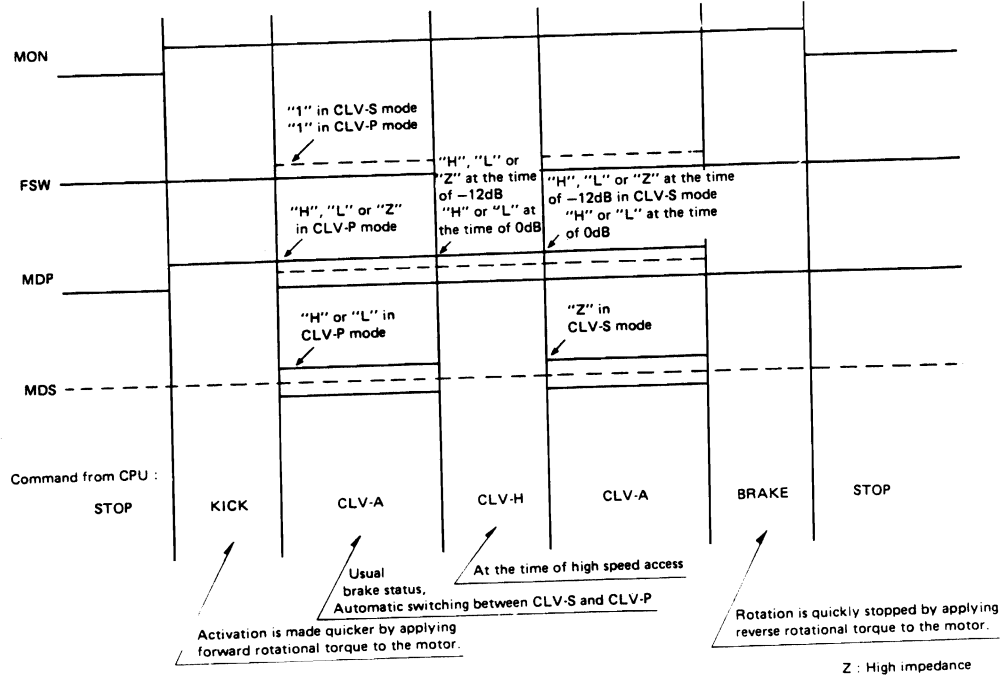 MON
"1" in CLV-S mode
"1" in CLV-P mode
FSW
"H", "L" or
"Z" at the time
of −12dB
"H" or "L" at
the time of 0dB
"H", "L" or "Z" at the time
of −12dB in CLV-S mode
"H" or "L" at the time
of 0dB
"H", "L" or "Z"
in CLV-P mode
MDP
"H" or "L" in
CLV-P mode
"Z" in
CLV-S mode
MDS
Command from CPU :
STOP
KICK
CLV-A
CLV-H
CLV-A
BRAKE
STOP
At the time of high speed access
Usual
brake status,
Automatic switching between CLV-S and CLV-P
Activation is made quicker by applying
forward rotational torque to the motor.
Rotation is quickly stopped by applying
reverse rotational torque to the motor.
Z : High impedance